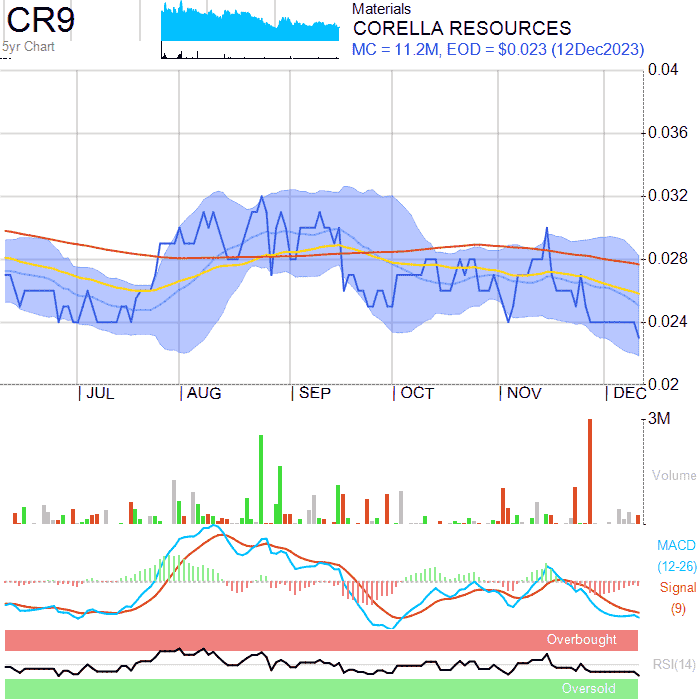 CR9
5yr Chart
Materials
CORELLA RESOURCES
MC = 11.2M, EOD = $0.023 (12Dec2023)
0.04
0.036
0.032
0.028
0.024
0.02
JUL AUG SEP OCT NOV DEC
3M
Volume
MACD
(12-26)
Signal
(9)
Overbought
RSI(14)
Oversold